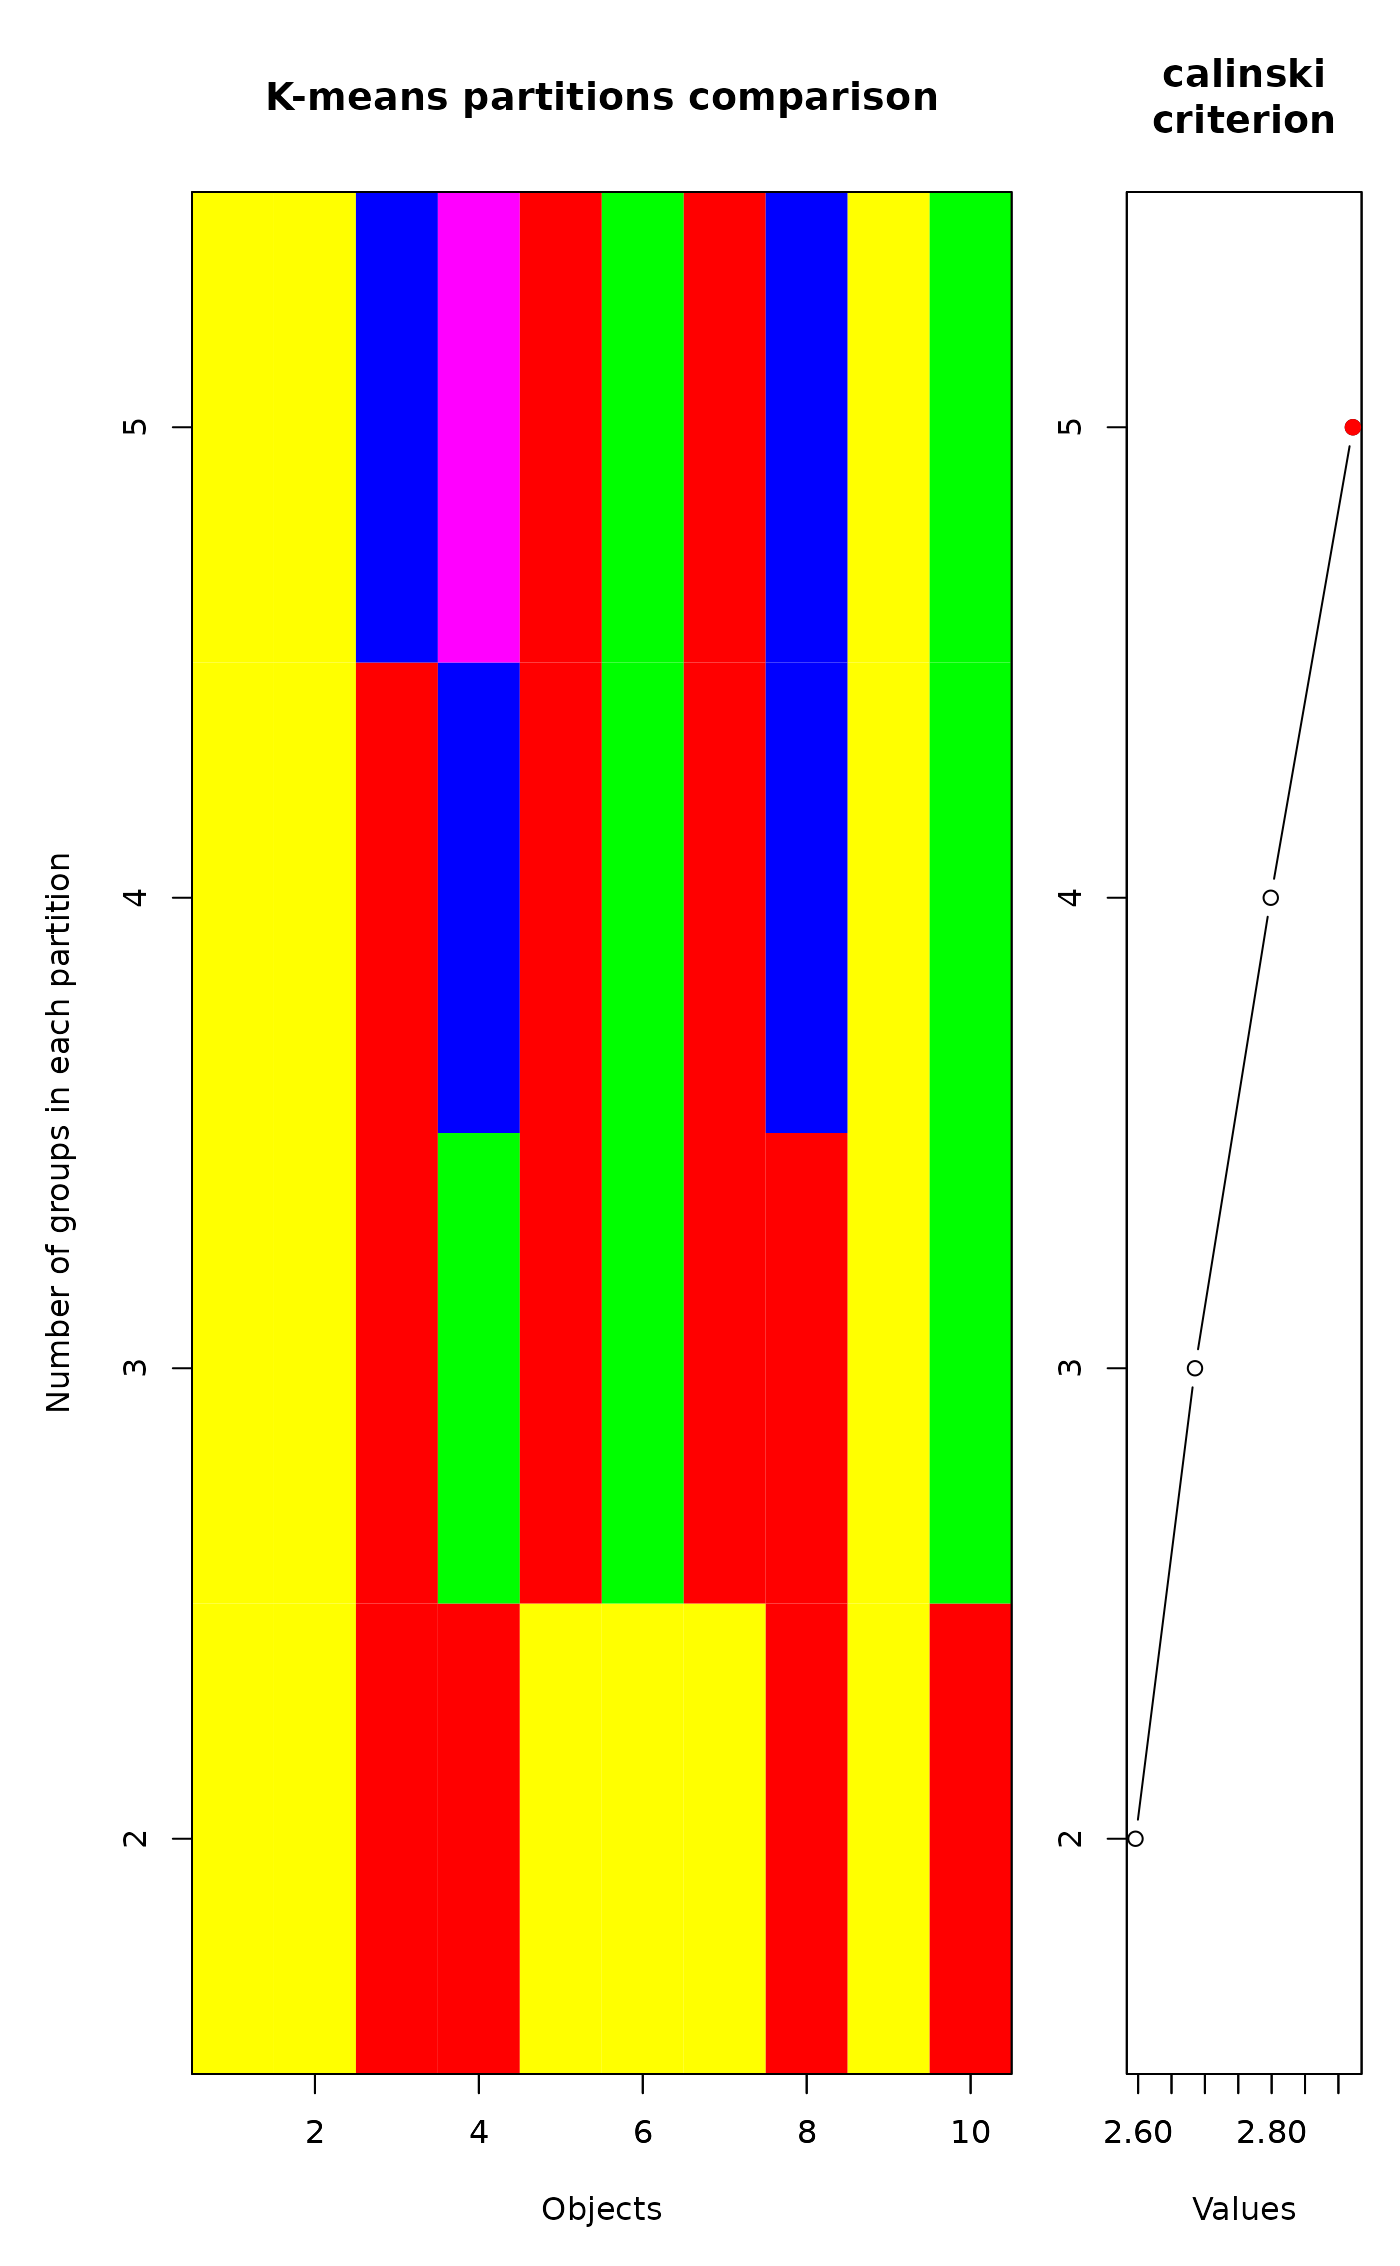 K-means partitions comparison
calinski
criterion
Number of groups in each partition
5
4
3
2
2 4 6 8 10
Objects
5
4
3
2
2.60 2.80
Values